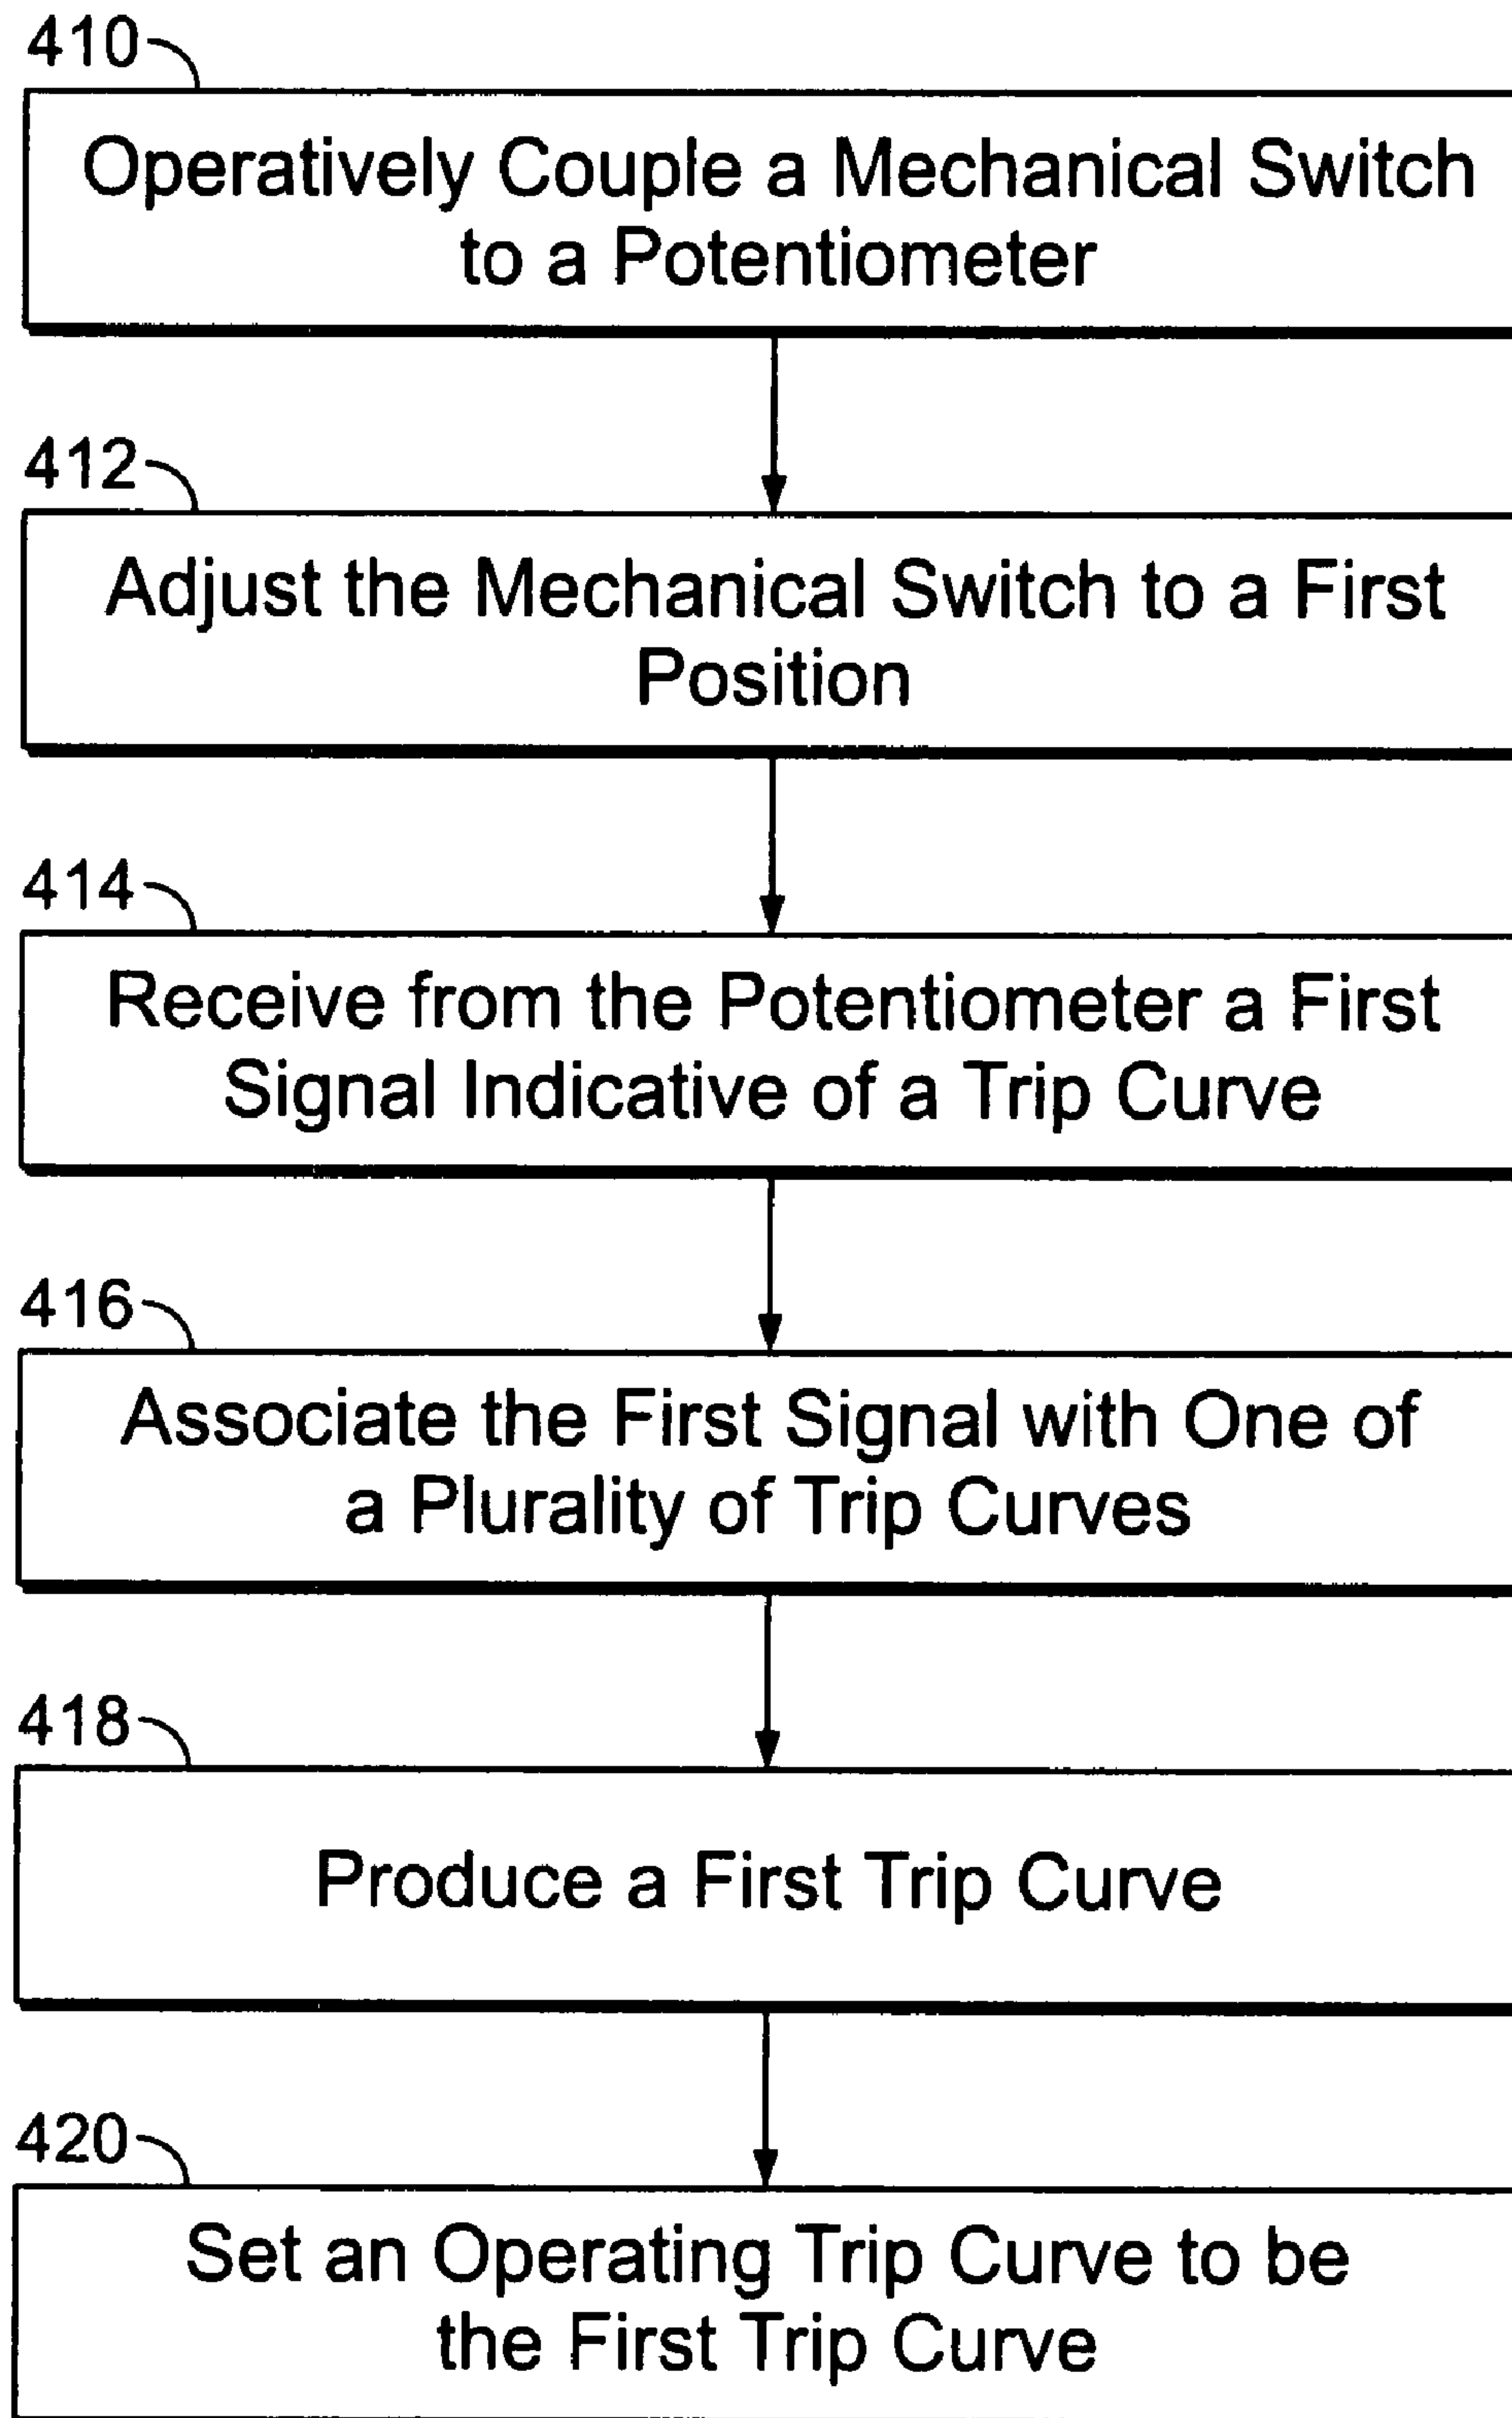 410
Operatively Couple a Mechanical Switch
to a Potentiometer
412
Adjust the Mechanical Switch to a First
Position
414
Receive from the Potentiometer a First
Signal Indicative of a Trip Curve
416
Associate the First Signal with One of
a Plurality of Trip Curves
418
Produce a First Trip Curve
420
Set an Operating Trip Curve to be
the First Trip Curve